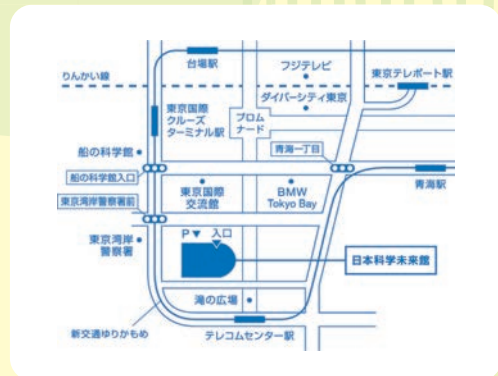 台場駅
フジテレビ
りんかい線
東京テレポート駅
ダイバーシティ東京
東京国際
クルーズ
ターミナル駅
プロム
ナード
船の科学館
青海一丁目
船の科学館入口
東京国際
交流館
BMW
Tokyo Bay
青海駅
東京湾岸警察署前
東京湾岸
警察署
P▼ 入口
日本科学未来館
滝の広場
新交通ゆりかもめ
テレコムセンター駅